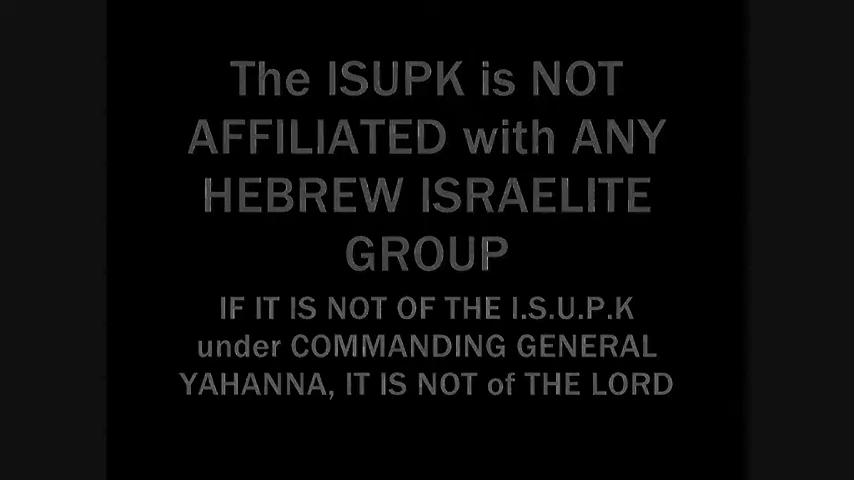 The ISUPK is NOT
AFFILIATED with ANY
HEBREW ISRAELITE
GROUP
IF IT IS NOT OF THE I.S.U.P.K
under COMMANDING GENERAL
YAHANNA, IT IS NOT of THE LORD